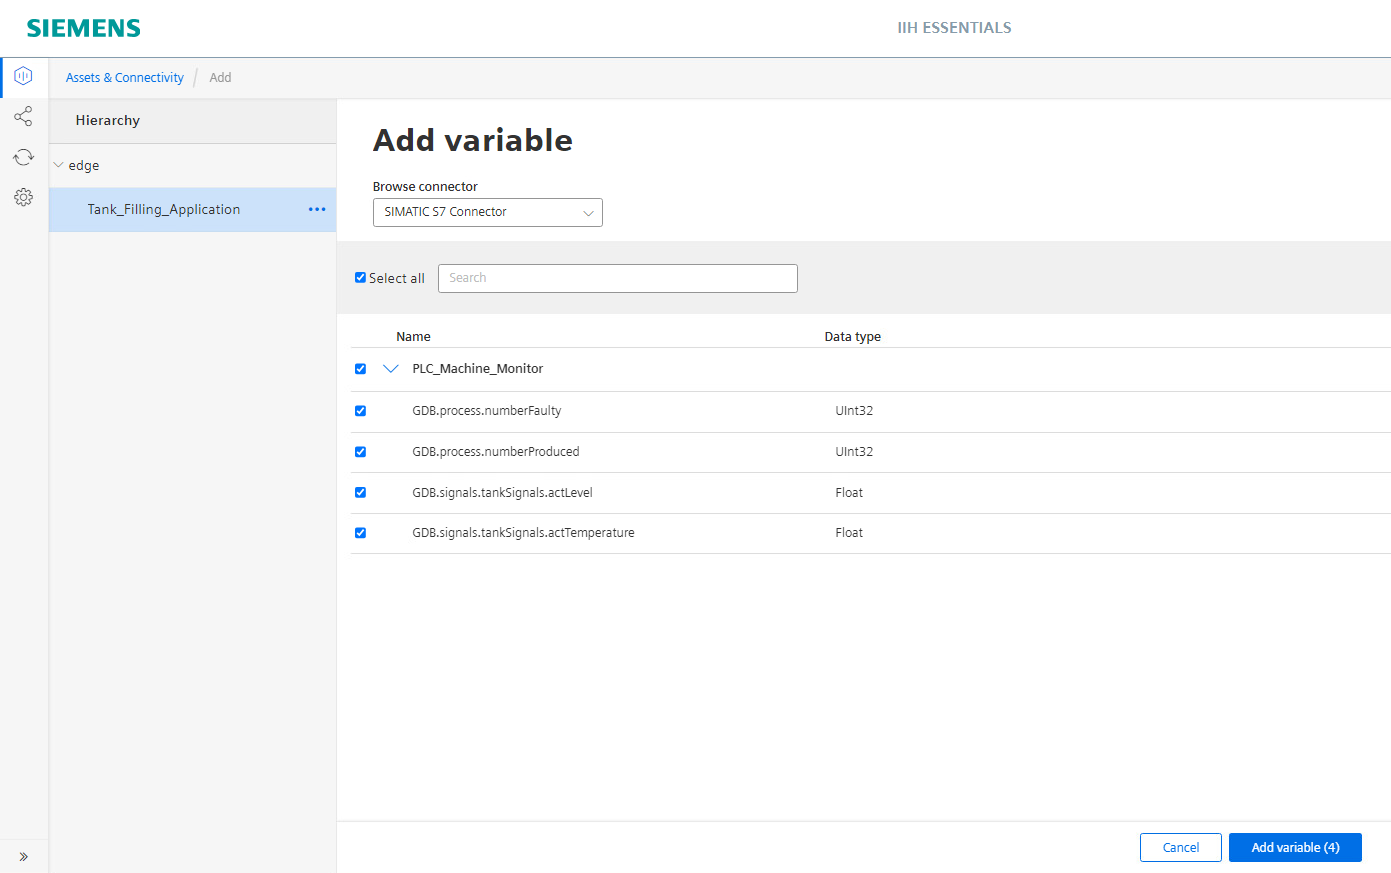 SIEMENS
IIH ESSENTIALS
Assets & Connectivity / Add
Hierarchy
edge
Tank_Filling_Application
Add variable
Browse connector
SIMATIC S7 Connector
Select all
Search
Name Data type
PLC_Machine_Monitor
GDB.process.numberFaulty UInt32
GDB.process.numberProduced UInt32
GDB.signals.tankSignals.actLevel Float
GDB.signals.tankSignals.actTemperature Float
Cancel Add variable (4)